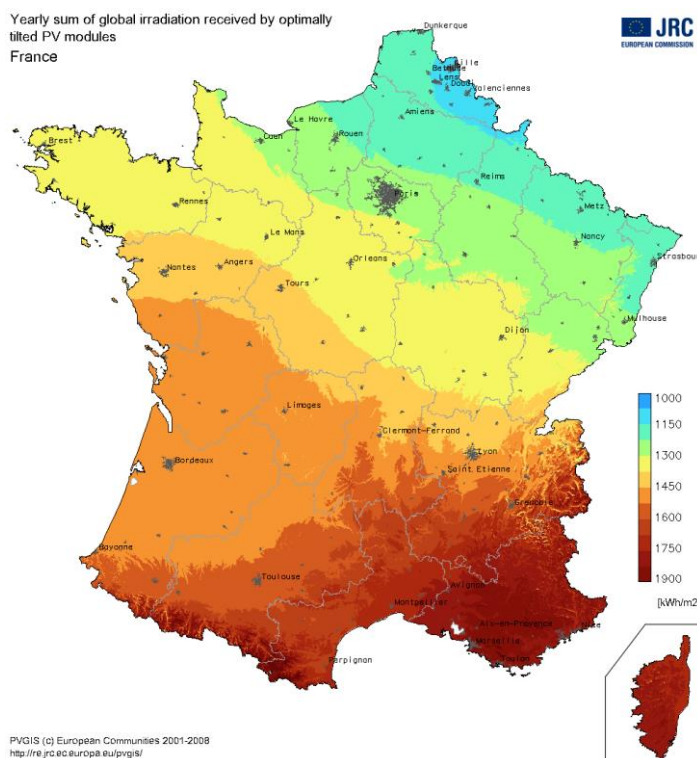 Yearly sum of global irradiation received by optimally
tilted PV modules
France
JRC
EUROPEAN COMMISSION
Dunkerque
Lille
Lens
Douai
Valenciennes
Amiens
Le Havre
Rouen
Caen
Reims
Paris
Metz
Brest
Nancy
Rennes
Strasbour
Le Mans
Orleans
Angers
Nantes
Tours
Mulhouse
Dijon
1000
1150
1300
1450
1600
1750
1900
[kWh/m2
Limoges
Clermont-Ferrand
Lyon
Saint Etienne
Bordeaux
Grenoble
Bayonne
Toulouse
Avignon
Montpellier
Aix-en-Provence
Nice
Marseille
Toulon
Perpignan
PVGIS (c) European Communities 2001-2008
http://re.jrc.ec.europa.eu/pvgis/